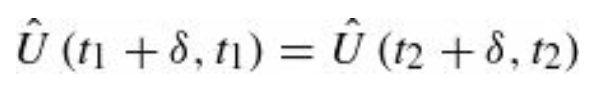 Û (t₁ + δ, t₁) = Û (t₂ + δ, t₂)